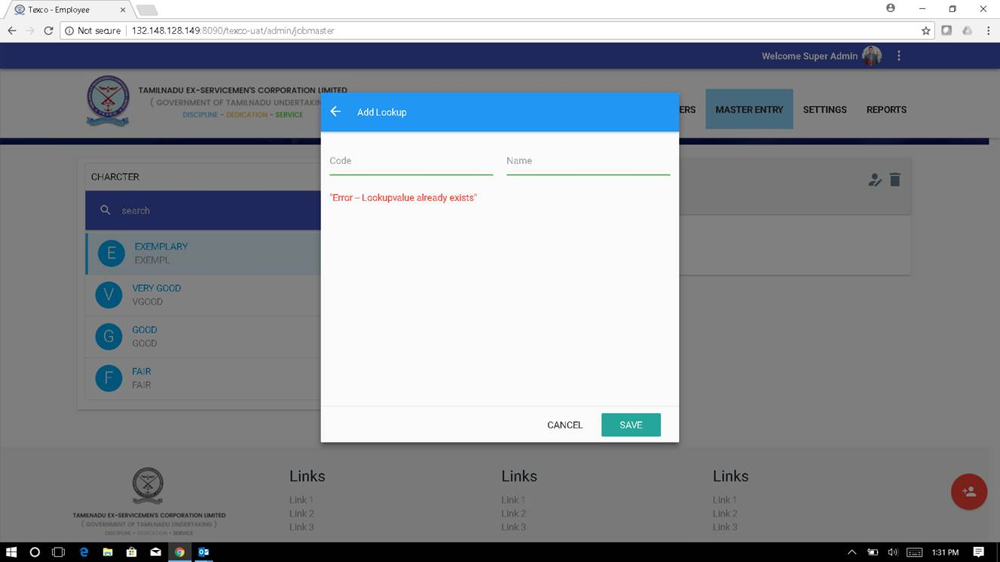 Texco - Employee
Not secure
132.148.128.149:8090/texco-uat/admin/jobmaster
Welcome Super Admin
TAMILNADU EX-SERVICEMEN'S CORPORATION LIMITED
( GOVERNMENT OF TAMILNADU UNDERTAKIN
DISCIPLINE - DEDICATION - SERVICE
ERS
MASTER ENTRY
SETTINGS
REPORTS
Add Lookup
Code
Name
"Error – Lookupvalue already exists"
CANCEL
SAVE
CHARCTER
search
E
EXEMPLARY
EXEMPL
V
VERY GOOD
VGOOD
G
GOOD
GOOD
F
FAIR
FAIR
TAMILNADU EX-SERVICEMEN'S CORPORATION LIMITED
( GOVERNMENT OF TAMILNADU UNDERTAKING )
DISCIPLINE - DEDICATION - SERVICE
Links
Link 1
Link 2
Link 3
Links
Link 1
Link 2
Link 3
Links
Link 1
Link 2
Link 3
1:31 PM